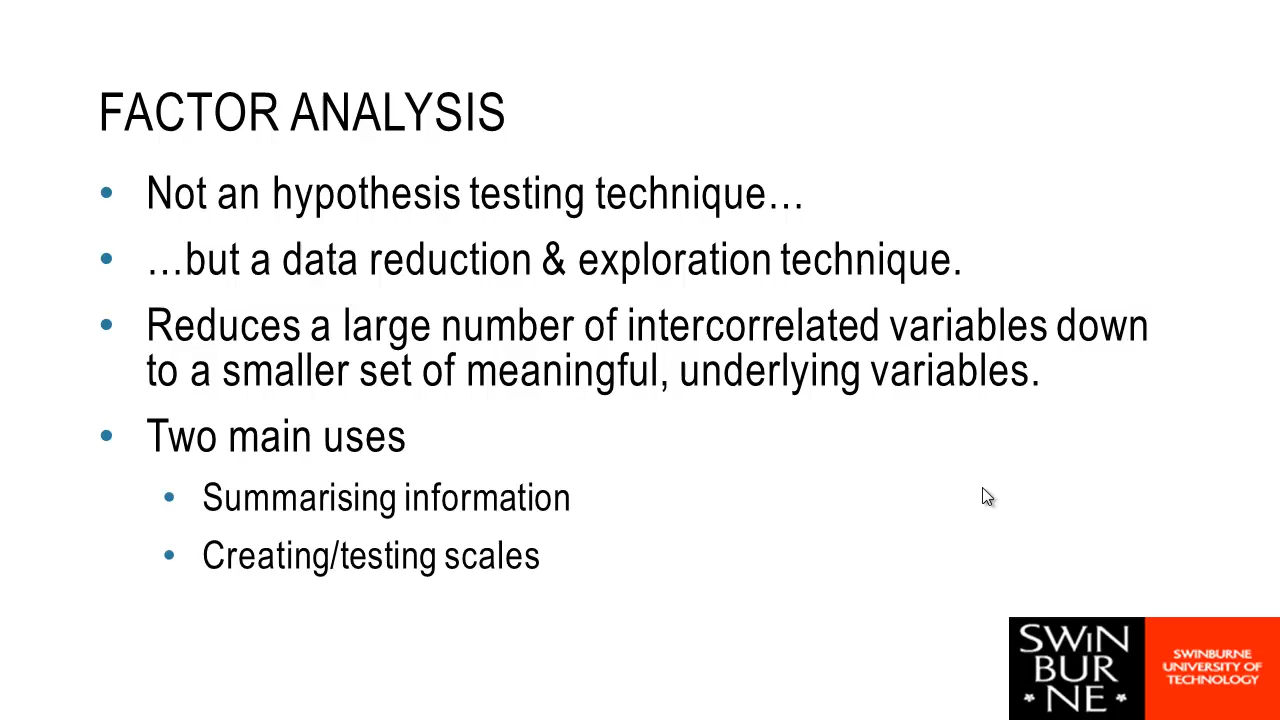 FACTOR ANALYSIS
• Not an hypothesis testing technique…
• …but a data reduction & exploration technique.
• Reduces a large number of intercorrelated variables down
to a smaller set of meaningful, underlying variables.
• Two main uses
• Summarising information
• Creating/testing scales
SWiN
BUR
* NE *
SWINBURNE
UNIVERSITY OF
TECHNOLOGY